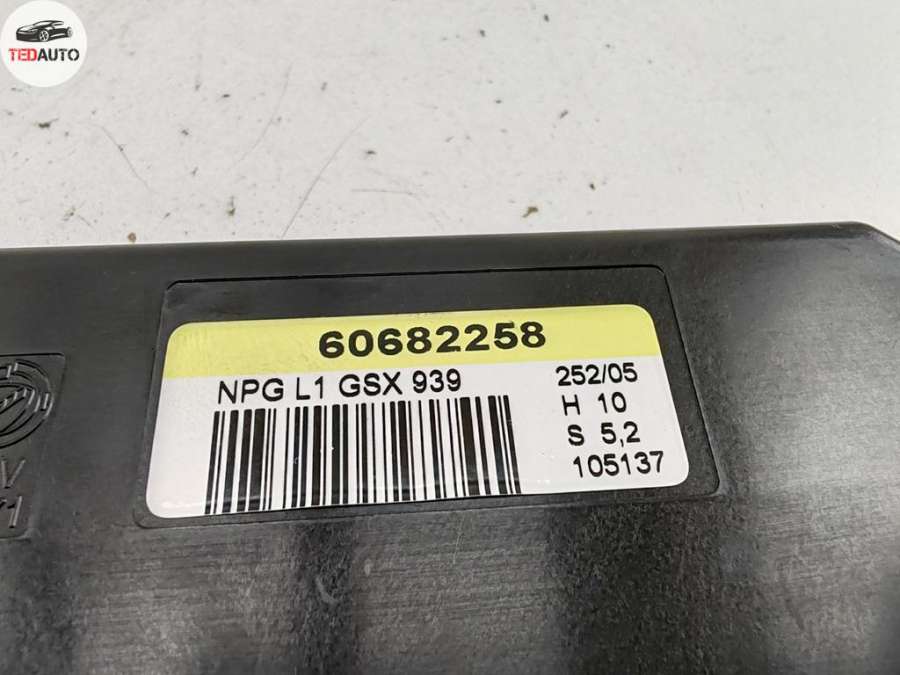 TEDAUTO
60682258
NPG L1 GSX 939
252/05
H 10
S 5,2
105137
V